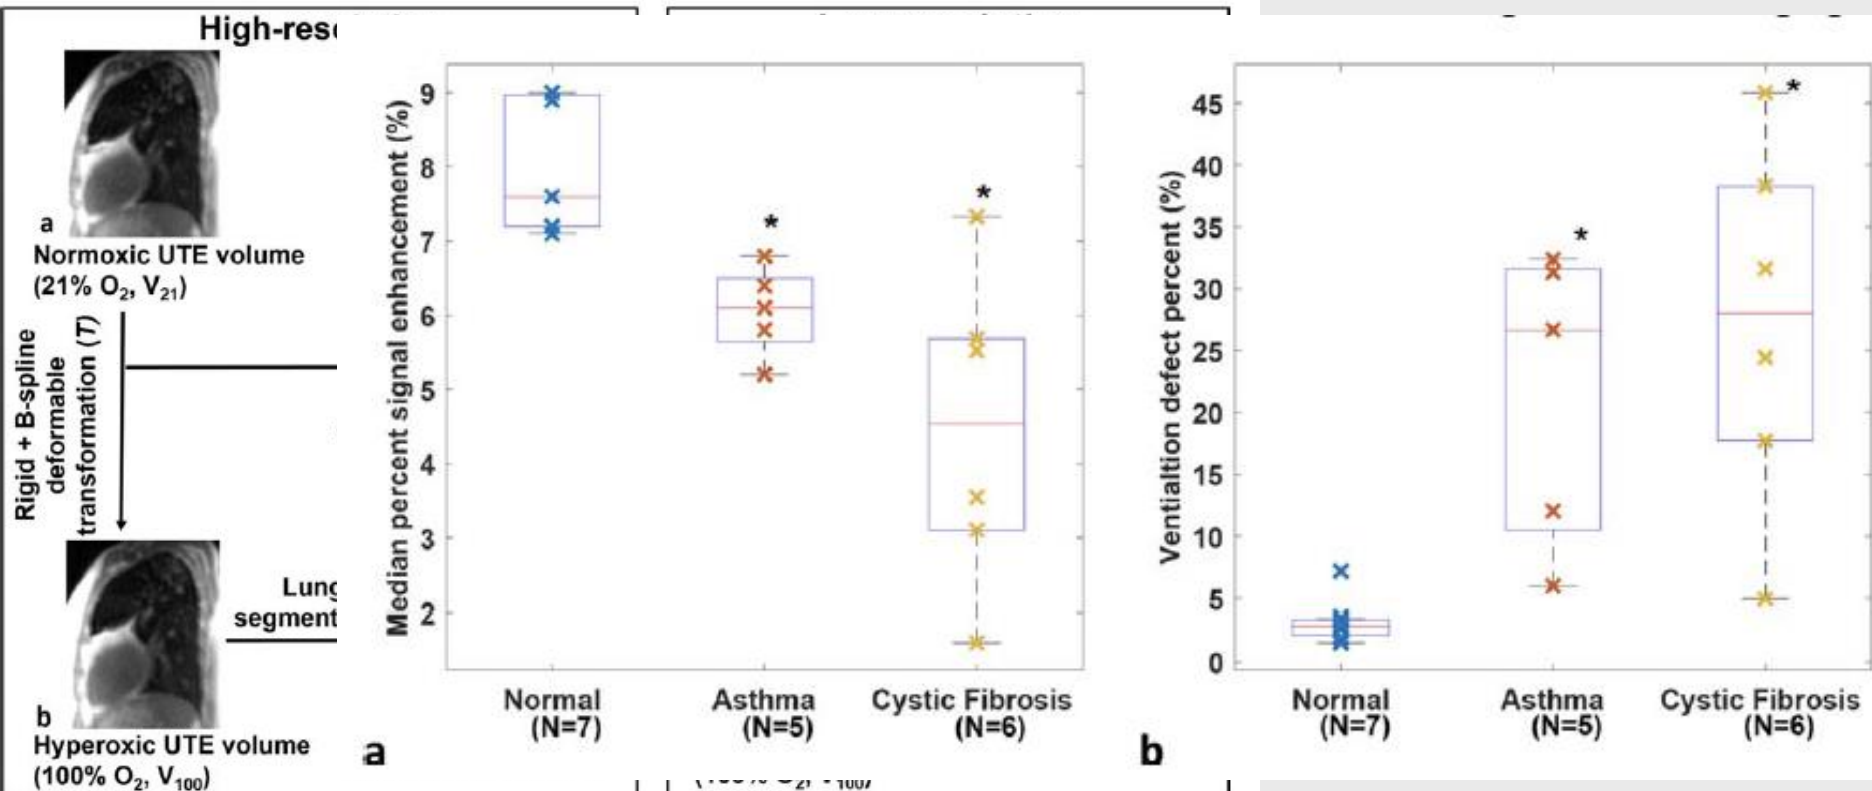 High-res
a
Normoxic UTE volume
(21% O2, V21)
Rigid + B-spline
deformable
transformation (T)
Lung
segment
b
Hyperoxic UTE volume
(100% O2, V100)
Median percent signal enhancement (%)
9
8
7
6
5
4
3
2
*
*
Normal
(N=7)
Asthma
(N=5)
Cystic Fibrosis
(N=6)
a
Ventialtion defect percent (%)
45
40
35
30
25
20
15
10
5
0
*
*
Normal
(N=7)
Asthma
(N=5)
Cystic Fibrosis
(N=6)
b